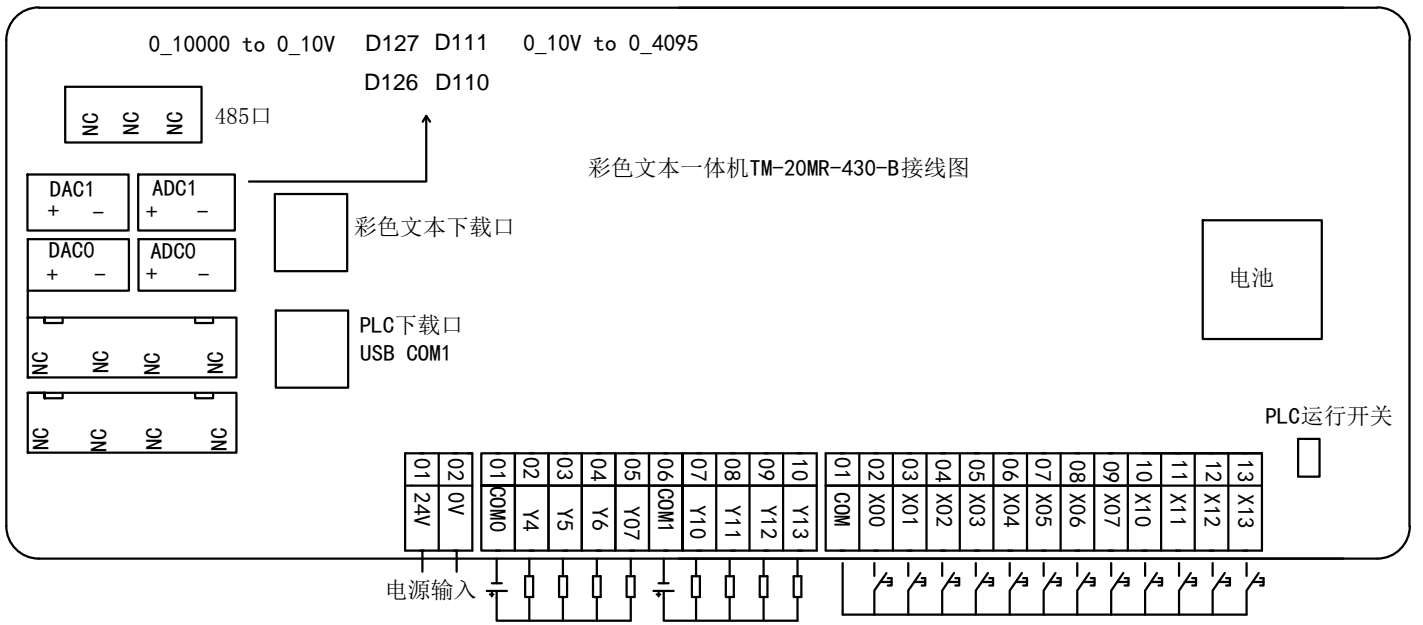 0_10000 to 0_10V D127 D111 0_10V to 0_4095
D126 D110
NC NC NC 485口
彩色文本一体机TM-20MR-430-B接线图
DAC1 ADC1
+ - + -
彩色文本下载口
DAC0 ADC0
+ - + -
电池
PLC下载口
USB COM1
NC NC NC NC
NC NC NC NC
PLC运行开关
01 02 01 02 03 04 05 06 07 08 09 10 01 02 03 04 05 06 07 08 09 10 11 12 13
24V 0V COM0 Y4 Y5 Y6 Y07 COM1 Y10 Y11 Y12 Y13 COM X00 X01 X02 X03 X04 X05 X06 X07 X10 X11 X12 X13
电源输入